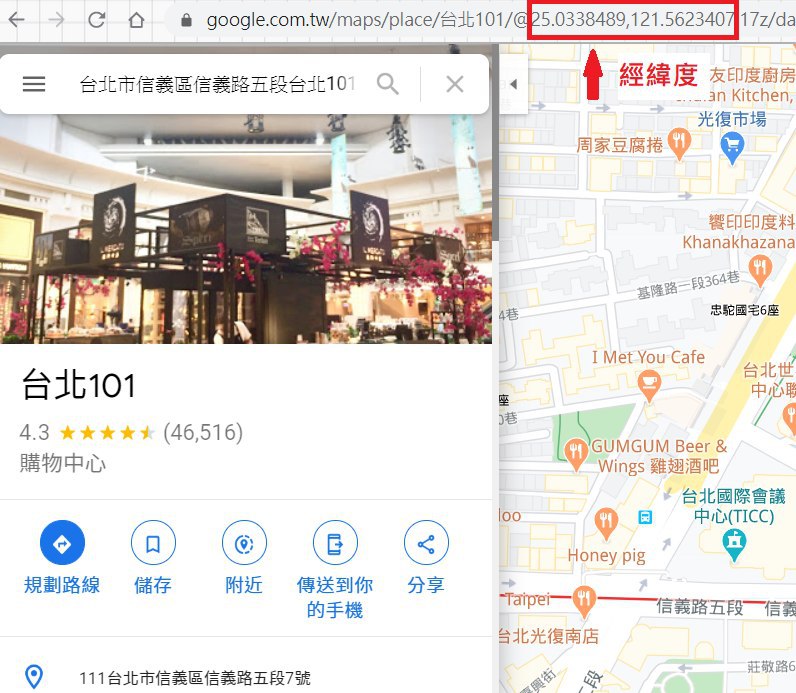 google.com.tw/maps/place/台北101/@25.0338489,121.5623407,17z/da
經緯度
台北市信義區信義路五段台北101
台北101
4.3 (46,516)
購物中心
規劃路線
儲存
附近
傳送到你
的手機
分享
111台北市信義區信義路五段7號
友印度廚房
Kitchen,
光復市場
周家豆腐捲
饗印印度料
Khanakhazana
基隆路一段364巷
忠駝國宅6座
4巷
I Met You Cafe
台北世
中心聯
座
0巷
GUMGUM Beer &
Wings 雞翅酒吧
台北國際會議
中心(TICC)
loo
Honey pig
Taipei
信義路五段
信義
台北光復南店
莊敬路6
嘉興街
二段